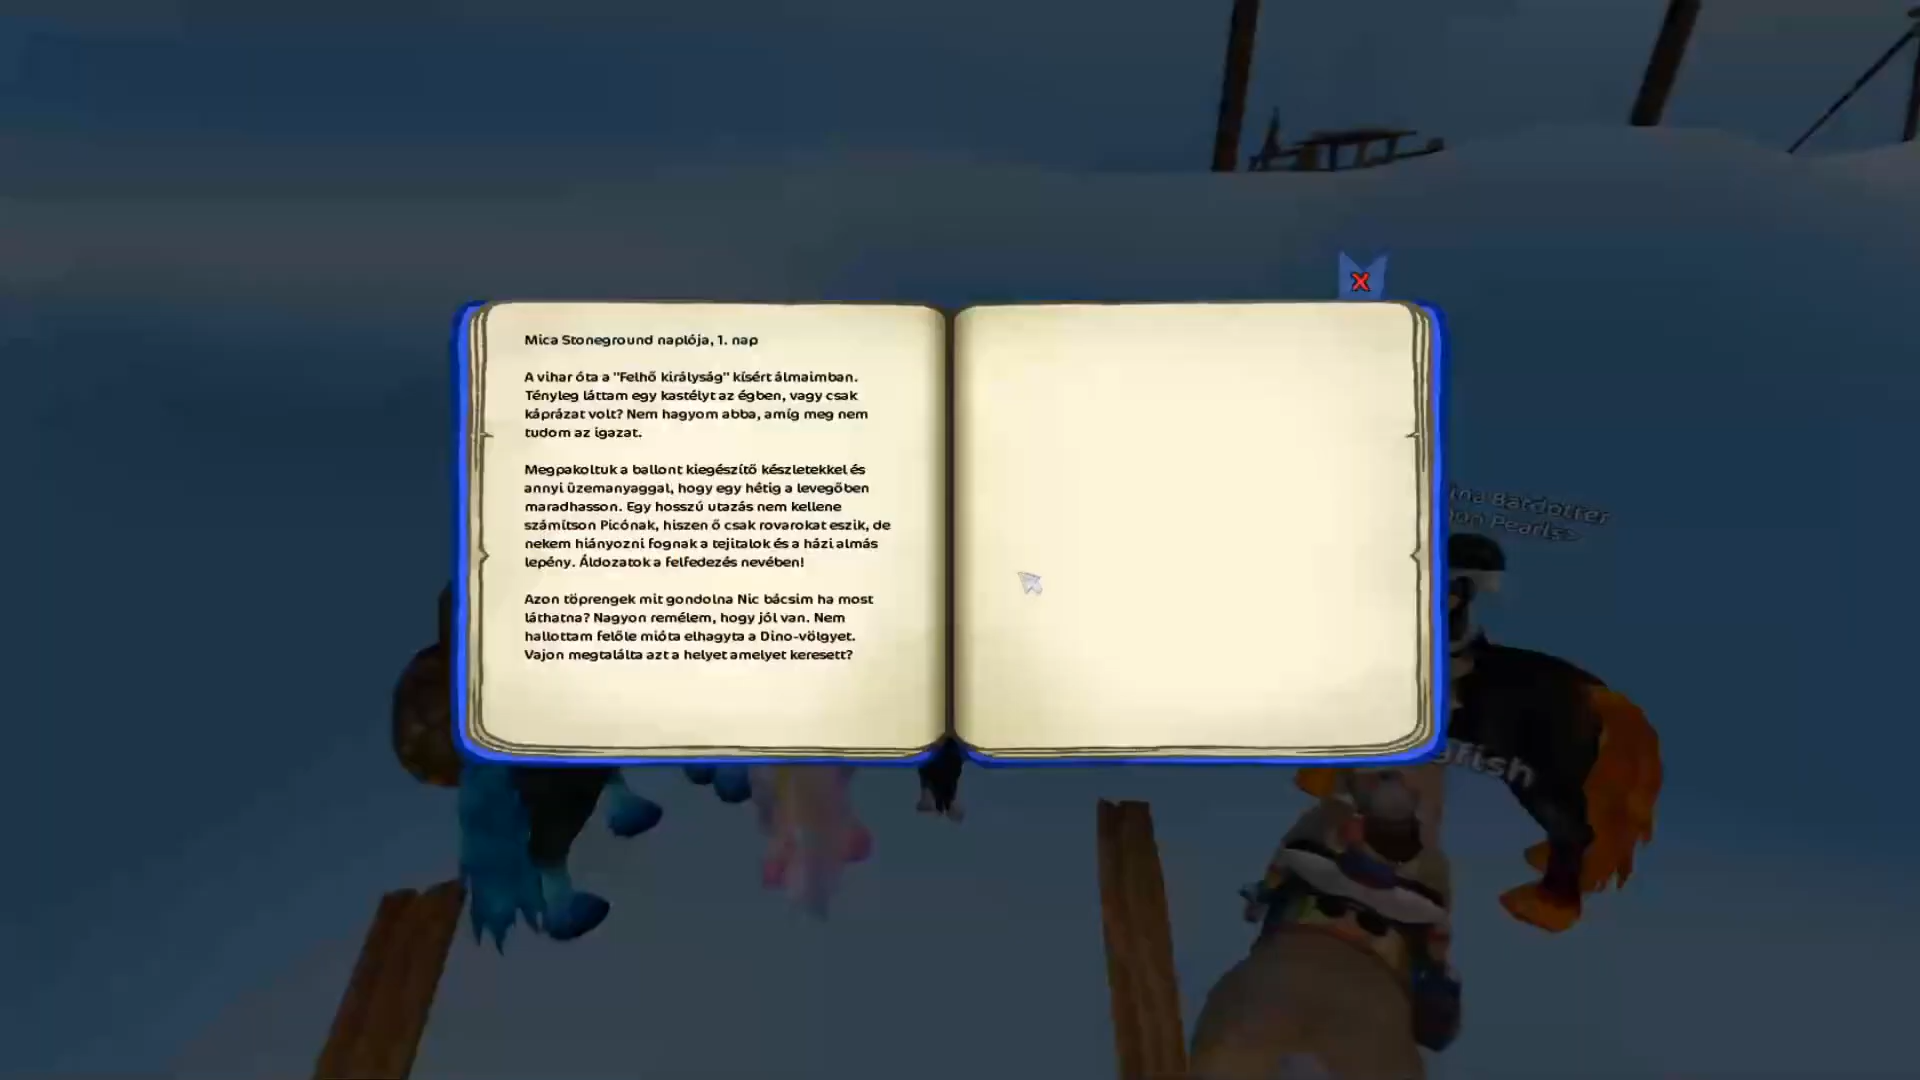 Mica Stoneground naplója, 1. nap
A vihar óta a "Felhő királyság" kísért álmaimban.
Tényleg láttam egy kastélyt az égben, vagy csak
káprázat volt? Nem hagyom abba, amíg meg nem
tudom az igazat.
Megpakoltuk a ballont kiegészítő készletekkel és
annyi üzemanyaggal, hogy egy hétig a levegőben
maradhasson. Egy hosszú utazás nem kellene
számítson Picónak, hiszen ő csak rovarokat eszik, de
nekem hiányozni fognak a tejitalok és a házi almás
lepény. Áldozatok a felfedezés nevében!
Azon töprengek mit gondolna Nic bácsim ha most
láthatna? Nagyon remélem, hogy jól van. Nem
hallottam felőle mióta elhagyta a Dino-völgyet.
Vajon megtalálta azt a helyet amelyet keresett?
X
Bardotter
Pearls>